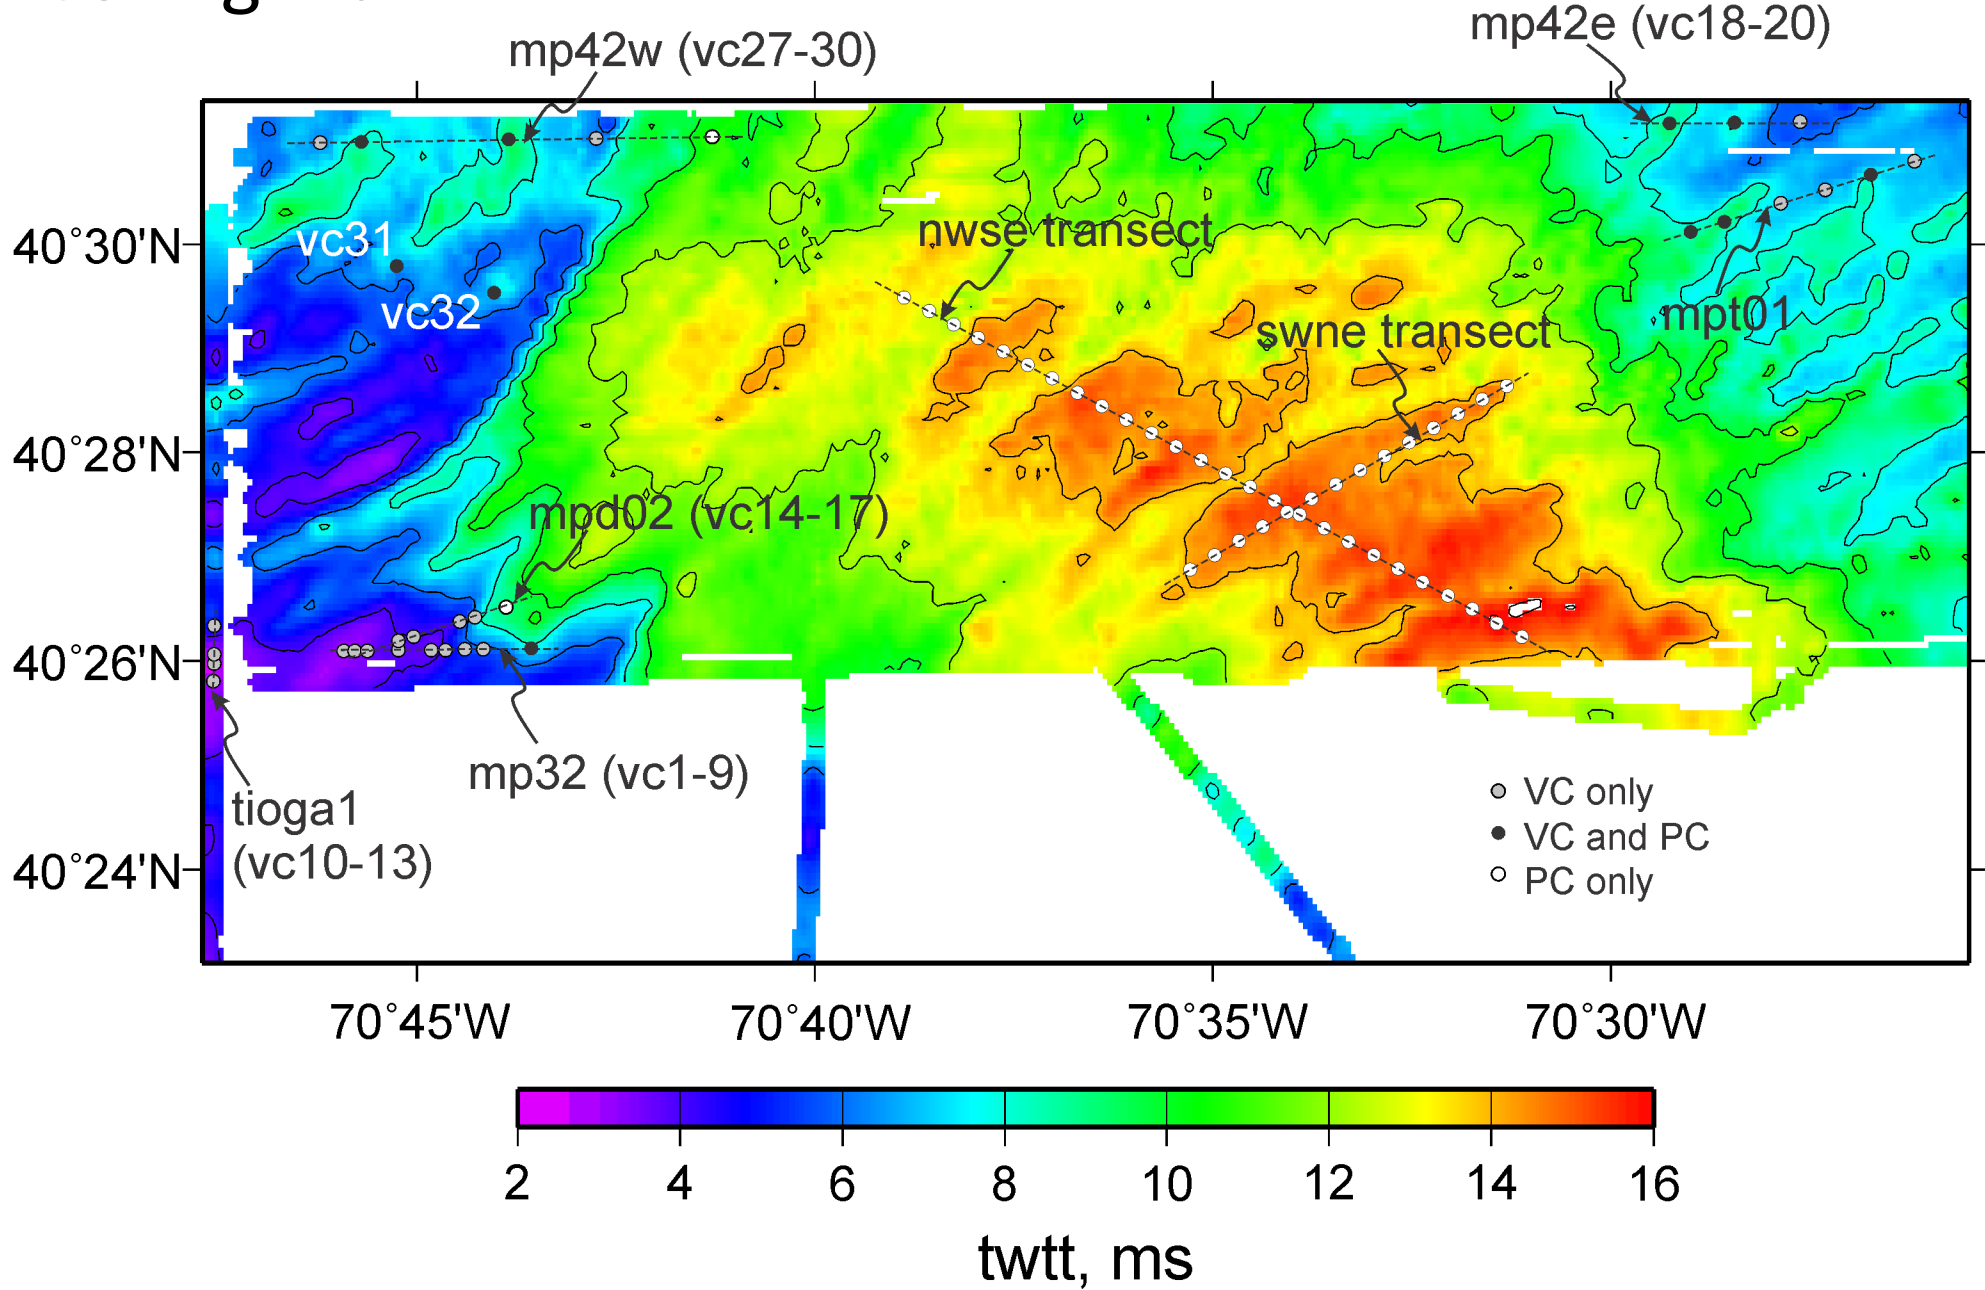 mp42w (vc27-30)
mp42e (vc18-20)
40°30'N
vc31
vc32
nwse transect
swne transect
mpt01
40°28'N
mpd02 (vc14-17)
40°26'N
mp32 (vc1-9)
tioga1
(vc10-13)
40°24'N
VC only
VC and PC
PC only
70°45'W
70°40'W
70°35'W
70°30'W
2
4
6
8
10
12
14
16
twtt, ms